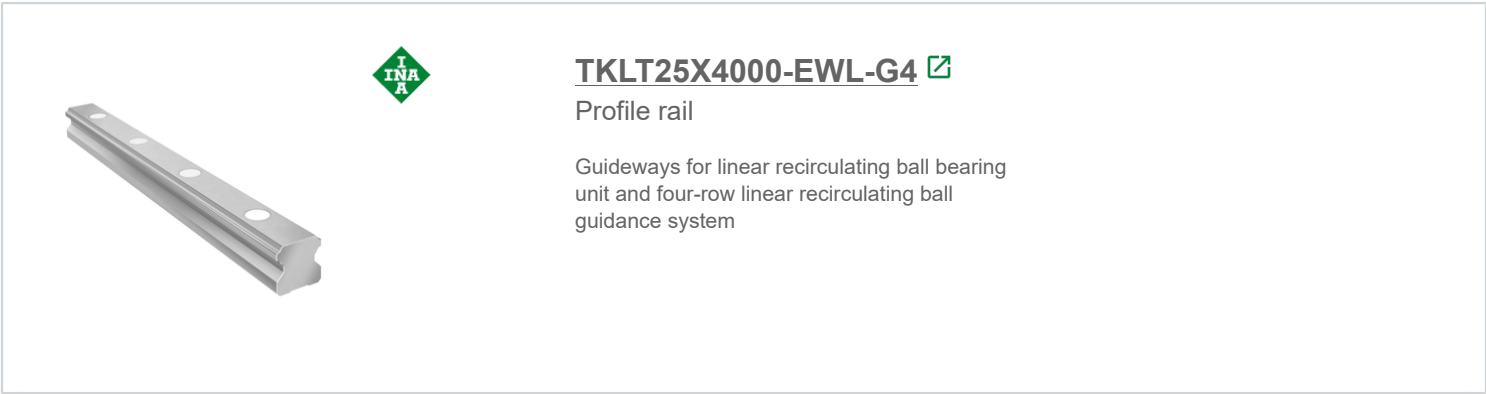 I
INA
A
TKLT25X4000-EWL-G4
Profile rail
Guideways for linear recirculating ball bearing
unit and four-row linear recirculating ball
guidance system